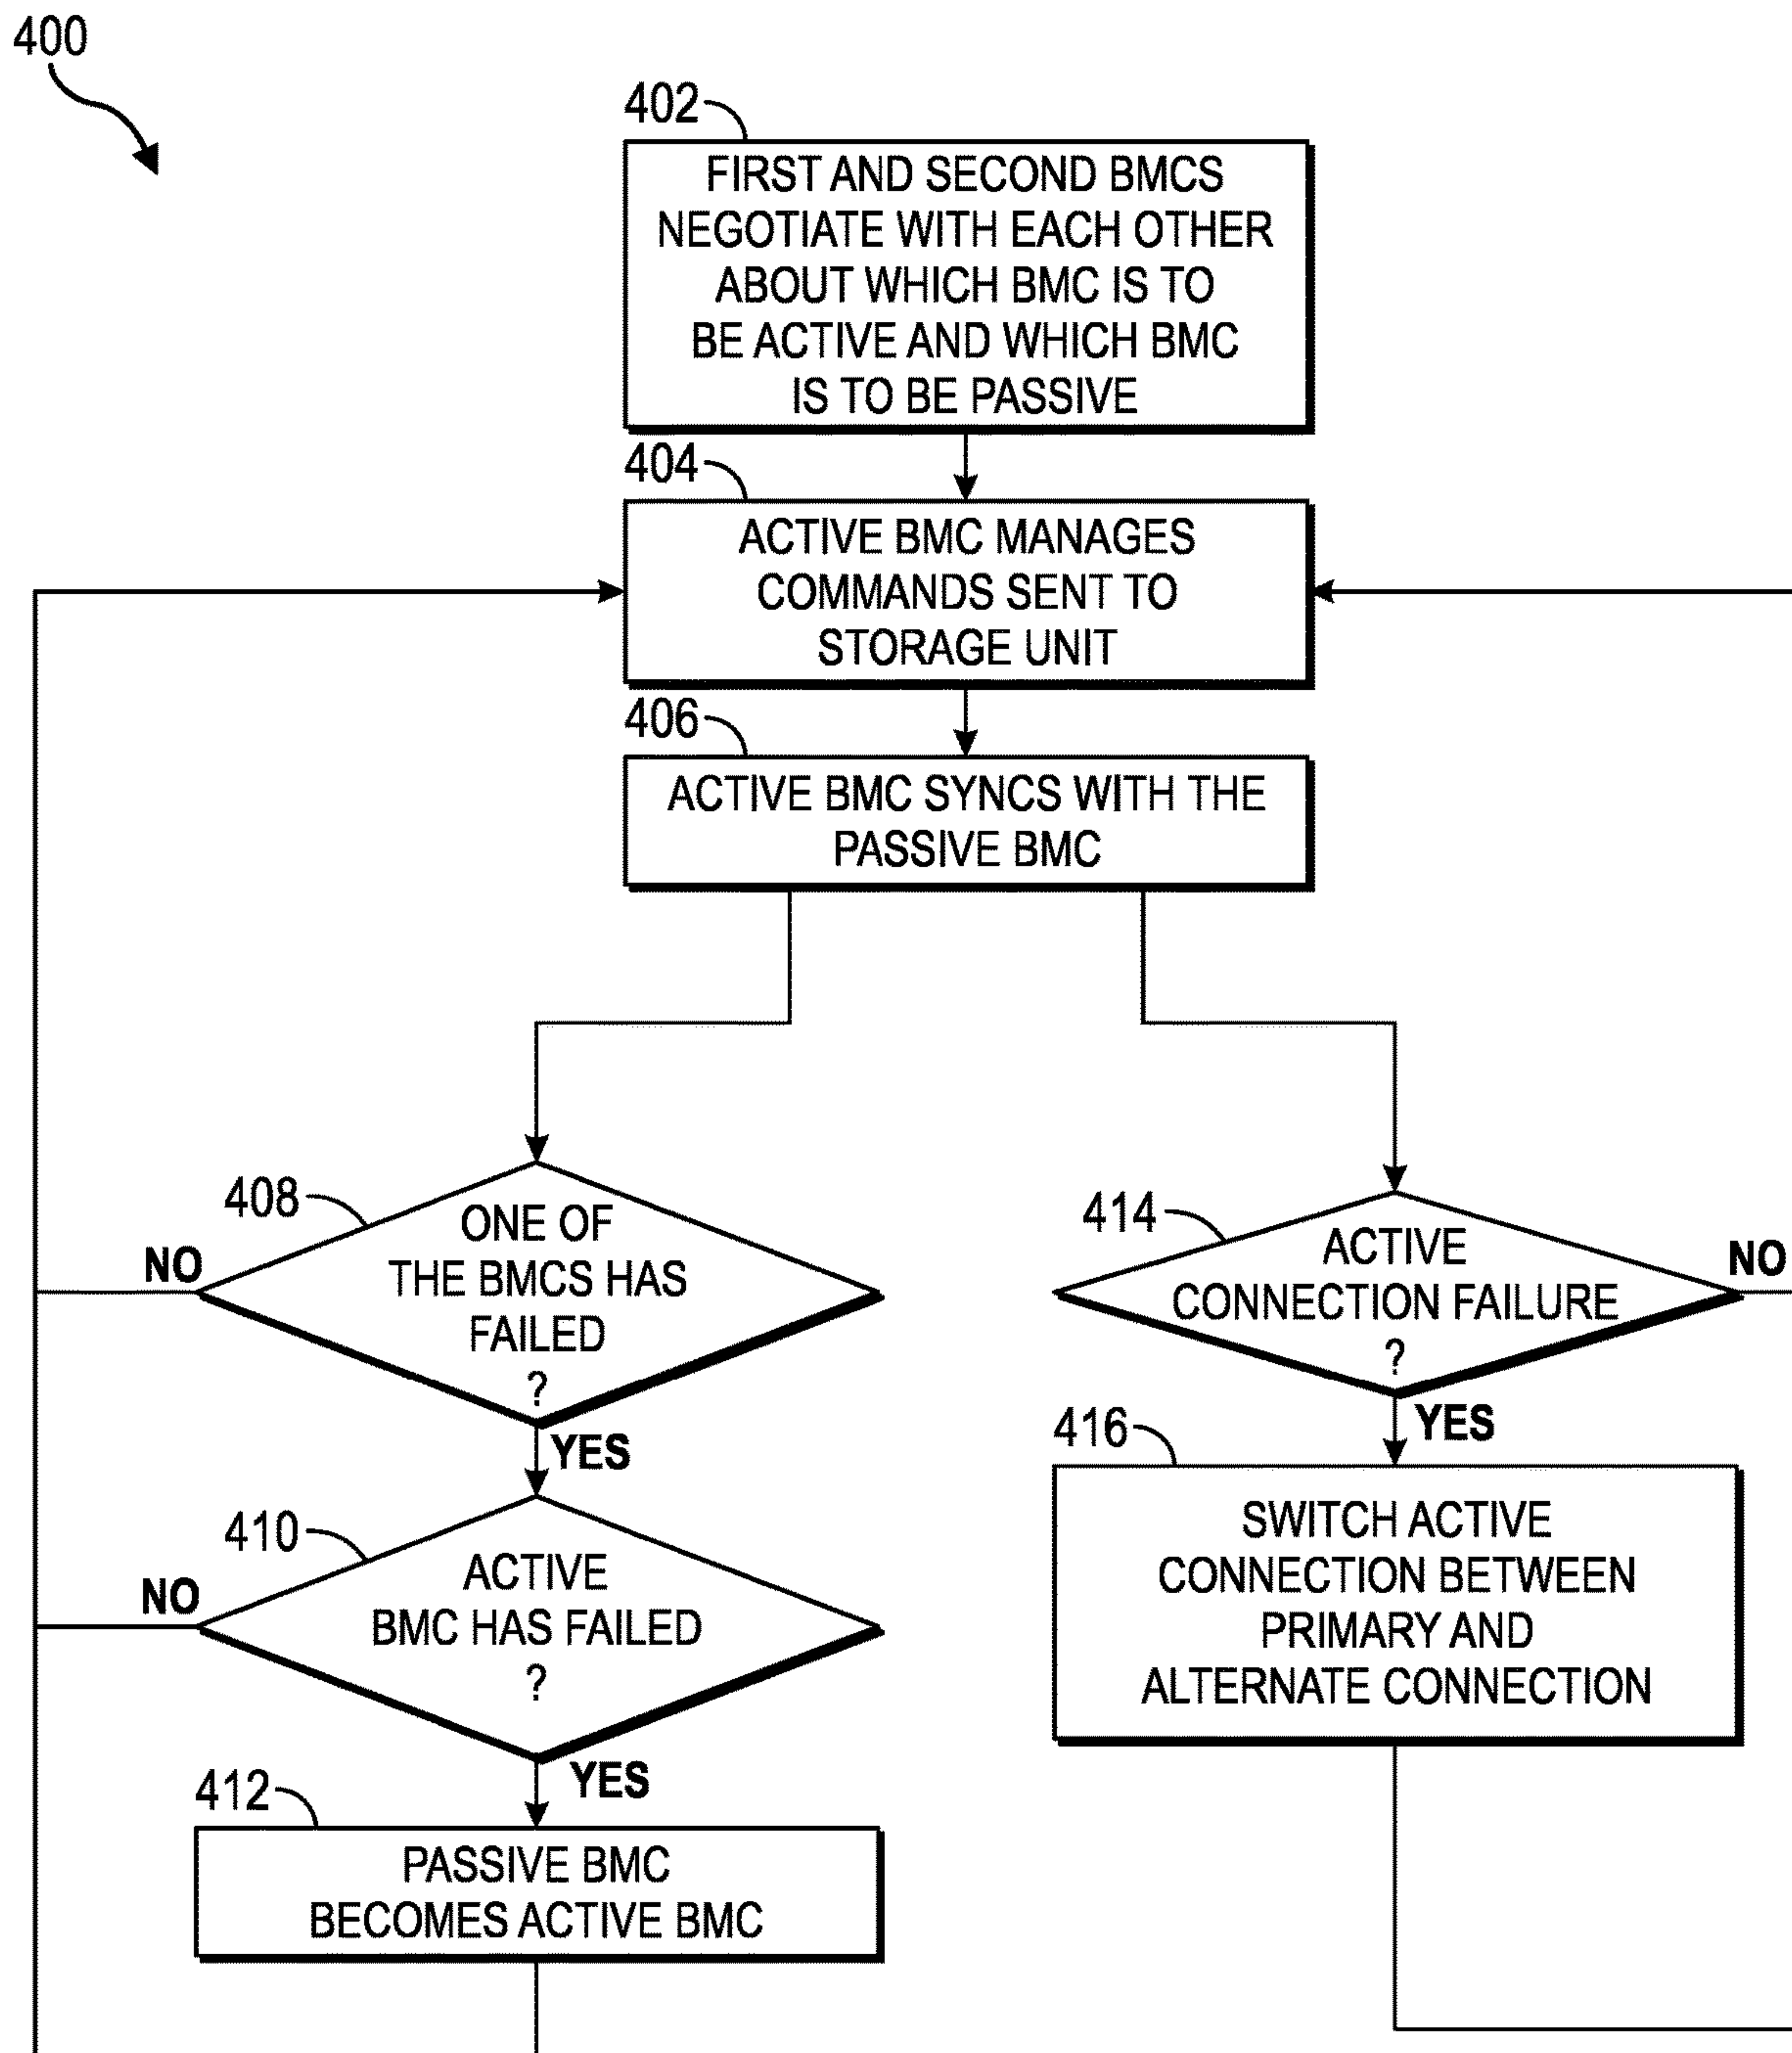 400
402
FIRST AND SECOND BMCS
NEGOTIATE WITH EACH OTHER
ABOUT WHICH BMC IS TO
BE ACTIVE AND WHICH BMC
IS TO BE PASSIVE
404
ACTIVE BMC MANAGES
COMMANDS SENT TO
STORAGE UNIT
406
ACTIVE BMC SYNCS WITH THE
PASSIVE BMC
408
ONE OF
THE BMCS HAS
FAILED
?
NO
YES
410
ACTIVE
BMC HAS FAILED
?
NO
YES
412
PASSIVE BMC
BECOMES ACTIVE BMC
414
ACTIVE
CONNECTION FAILURE
?
NO
YES
416
SWITCH ACTIVE
CONNECTION BETWEEN
PRIMARY AND
ALTERNATE CONNECTION